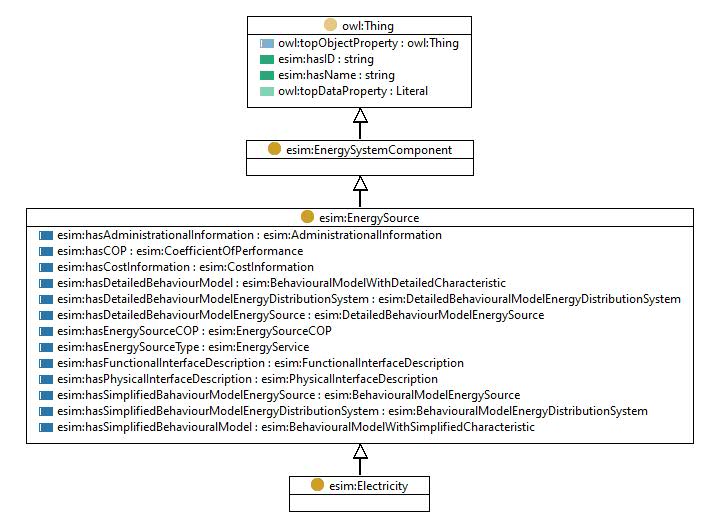 owl:Thing
owl:topObjectProperty : owl:Thing
esim:hasID : string
esim:hasName : string
owl:topDataProperty : Literal
esim:EnergySystemComponent
esim:EnergySource
esim:hasAdministrationalInformation : esim:AdministrationalInformation
esim:hasCOP : esim:CoefficientOfPerformance
esim:hasCostInformation : esim:CostInformation
esim:hasDetailedBehaviourModel : esim:BehaviouralModelWithDetailedCharacteristic
esim:hasDetailedBehaviourModelEnergyDistributionSystem : esim:DetailedBehaviouralModelEnergyDistributionSystem
esim:hasDetailedBehaviourModelEnergySource : esim:DetailedBehaviourModelEnergySource
esim:hasEnergySourceCOP : esim:EnergySourceCOP
esim:hasEnergySourceType : esim:EnergyService
esim:hasFunctionalInterfaceDescription : esim:FunctionalInterfaceDescription
esim:hasPhysicalInterfaceDescription : esim:PhysicalInterfaceDescription
esim:hasSimplifiedBahaviourModelEnergySource : esim:BehaviouralModelEnergySource
esim:hasSimplifiedBehaviourModelEnergyDistributionSystem : esim:BehaviouralModelEnergyDistributionSystem
esim:hasSimplifiedBehaviouralModel : esim:BehaviouralModelWithSimplifiedCharacteristic
esim:Electricity